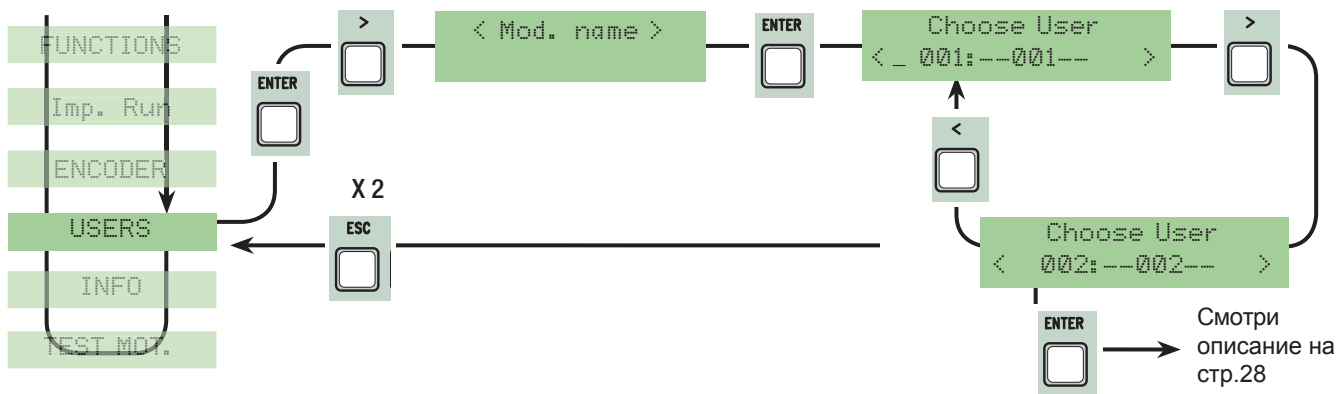 FUNCTIONS
Imp. Run
ENCODER
USERS
INFO
TEST MOT.
ENTER
>
< Mod. name >
ENTER
Choose User
< _ 001:--001-- >
>
<
Choose User
< 002:--002-- >
X 2
ESC
ENTER
Смотри
описание на
стр.28